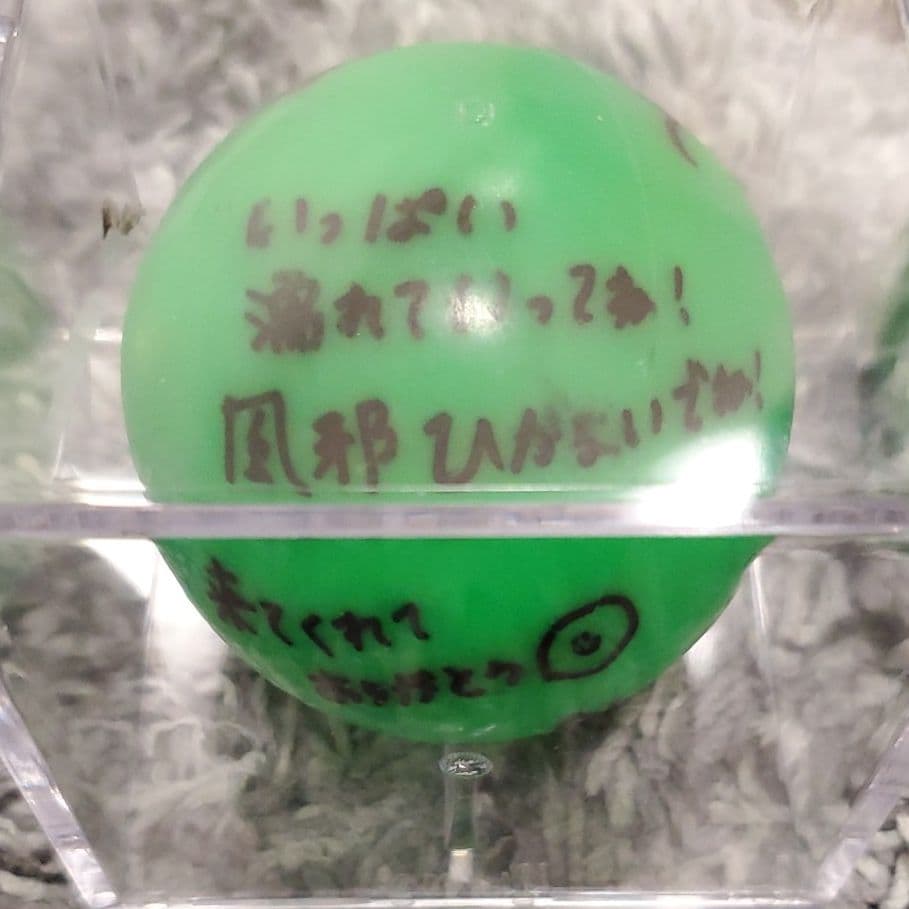 いっぱい
濡れていってね!
風邪ひかないでね!
来てくれて
ありがとう